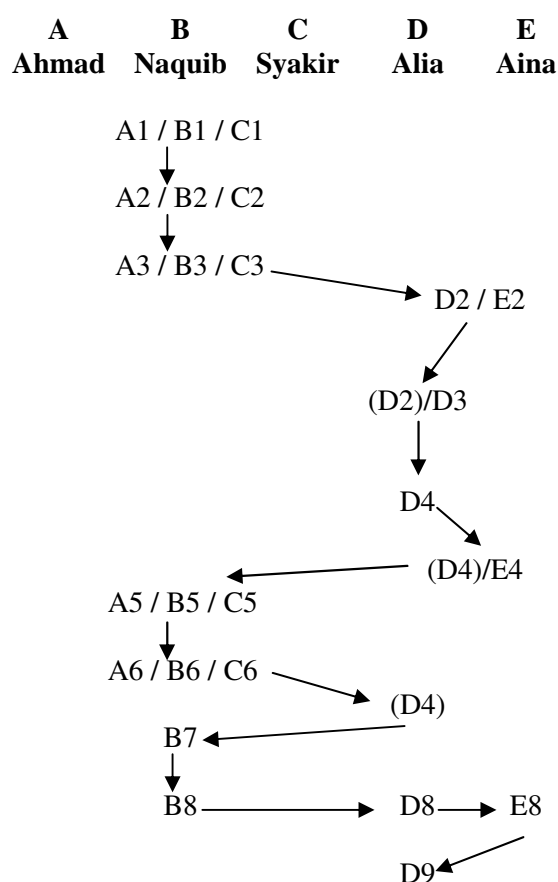 A B C D E
Ahmad Naquib Syakir Alia Aina
A1 / B1 / C1
A2 / B2 / C2
A3 / B3 / C3
D2 / E2
(D2)/D3
D4
(D4)/E4
A5 / B5 / C5
A6 / B6 / C6
(D4)
B7
B8 D8 E8
D9